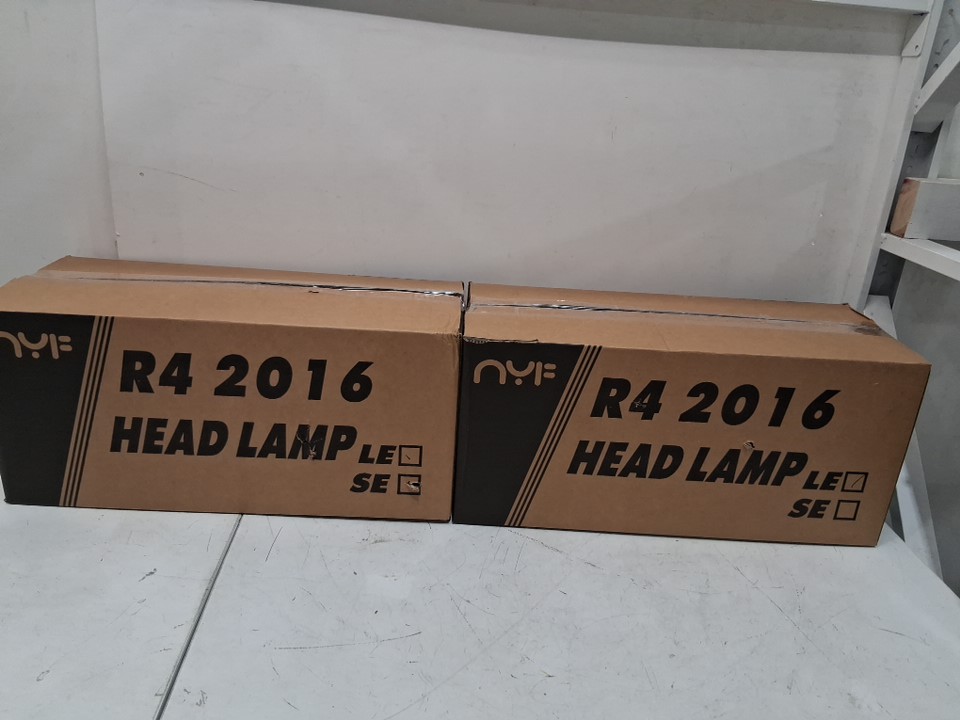 NYF
R4 2016
HEAD LAMP LE
SE
NYF
R4 2016
HEAD LAMP LE
SE